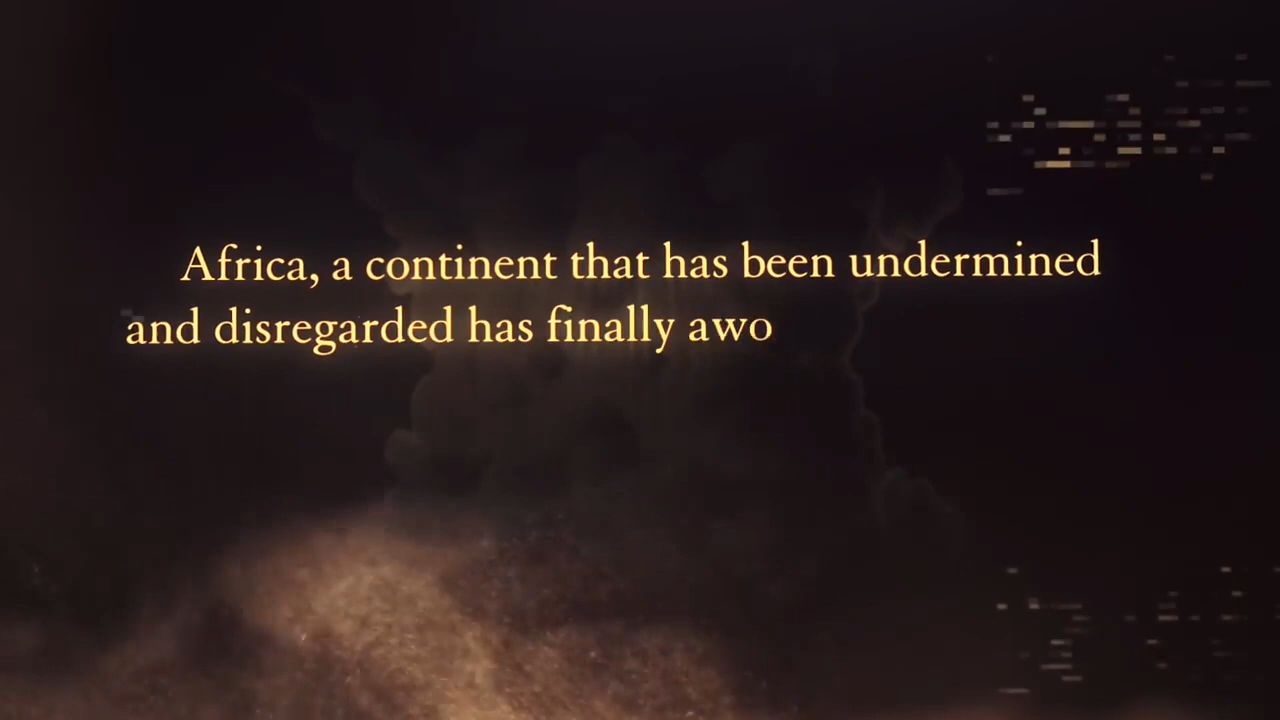 Africa, a continent that has been undermined
and disregarded has finally awo